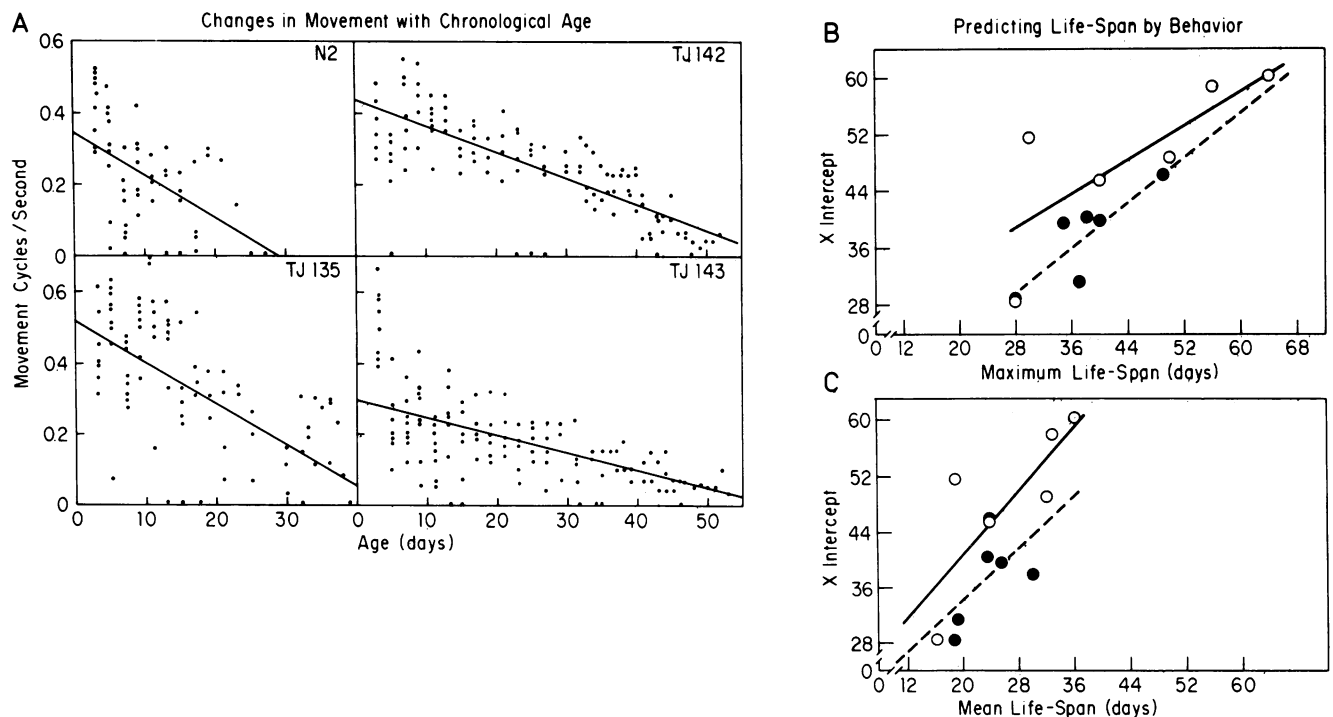 A
Changes in Movement with Chronological Age
N2
TJ 142
TJ 135
TJ 143
0.6
0.4
0.2
0
0.6
0.4
0.2
0
Movement Cycles / Second
0 10 20 30 0 10 20 30 40 50
Age (days)
Predicting Life-Span by Behavior
B
60
52
44
36
28
0
X Intercept
0 12 20 28 36 44 52 60 68
Maximum Life-Span (days)
C
60
52
44
36
28
0
X Intercept
0 12 20 28 36 44 52 60
Mean Life-Span (days)